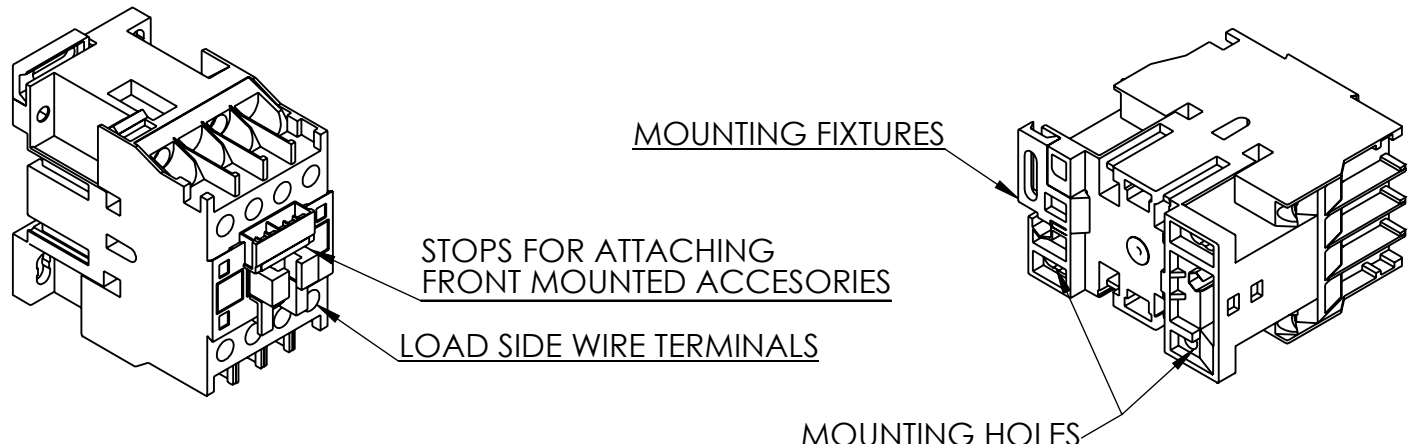 MOUNTING FIXTURES
STOPS FOR ATTACHING
FRONT MOUNTED ACCESORIES
LOAD SIDE WIRE TERMINALS
MOUNTING HOLES